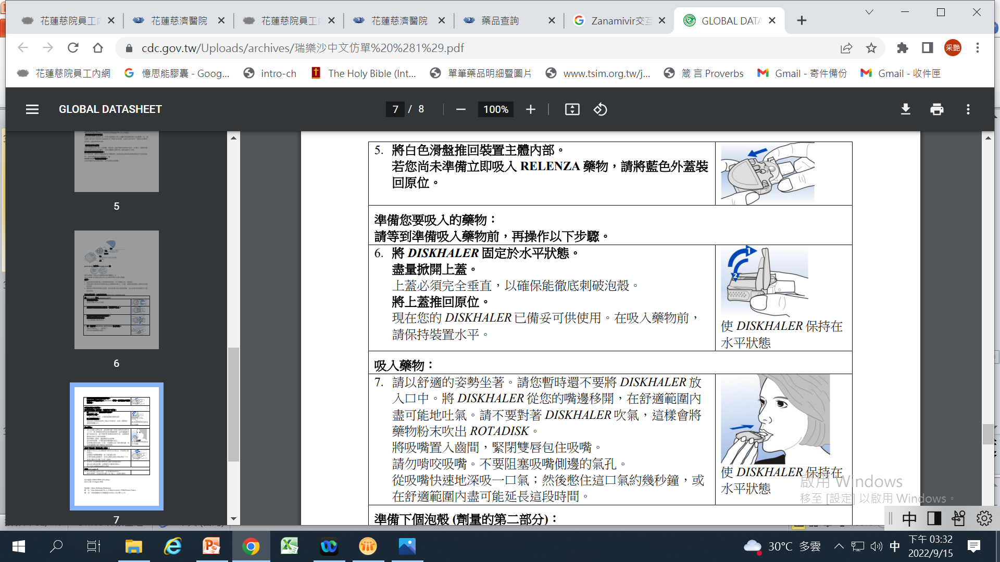 花蓮慈院員工內
花蓮慈濟醫院
花蓮慈院員工內
花蓮慈濟醫院
藥品查詢
Zanamivir交互
GLOBAL DATA
cdc.gov.tw/Uploads/archives/瑞樂沙中文仿單%20%281%29.pdf
采艷
花蓮慈院員工內網
憶思能膠囊 - Goog...
intro-ch
The Holy Bible (Int...
單筆藥品明細暨圖片
www.tsim.org.tw/j...
箴 言 Proverbs
Gmail - 寄件備份
Gmail - 收件匣
GLOBAL DATASHEET
7 / 8
100%
5
6
7
5. 將白色滑盤推回裝置主體內部。
若您尚未準備立即吸入 RELENZA 藥物，請將藍色外蓋裝
回原位。
準備您要吸入的藥物：
請等到準備吸入藥物前，再操作以下步驟。
6. 將 DISKHALER 固定於水平狀態。
盡量掀開上蓋。
上蓋必須完全垂直，以確保能徹底刺破泡殼。
將上蓋推回原位。
現在您的 DISKHALER 已備妥可供使用。在吸入藥物前，
請保持裝置水平。
1
2
使 DISKHALER 保持在
水平狀態
吸入藥物：
7. 請以舒適的姿勢坐著。請您暫時還不要將 DISKHALER 放
入口中。將 DISKHALER 從您的嘴邊移開，在舒適範圍內
盡可能地吐氣。請不要對著 DISKHALER 吹氣，這樣會將
藥物粉末吹出 ROTADISK。
將吸嘴置入齒間，緊閉雙唇包住吸嘴。
請勿啃咬吸嘴。不要阻塞吸嘴側邊的氣孔。
從吸嘴快速地深吸一口氣；然後憋住這口氣約幾秒鐘，或
在舒適範圍內盡可能延長這段時間。
使 DISKHALER 保持在
水平狀態
啟用 Windows
移至 [設定] 以啟用 Windows。
準備下個泡殼 (劑量的第二部分)：
中
30°C 多雲
中
下午 03:32
2022/9/15